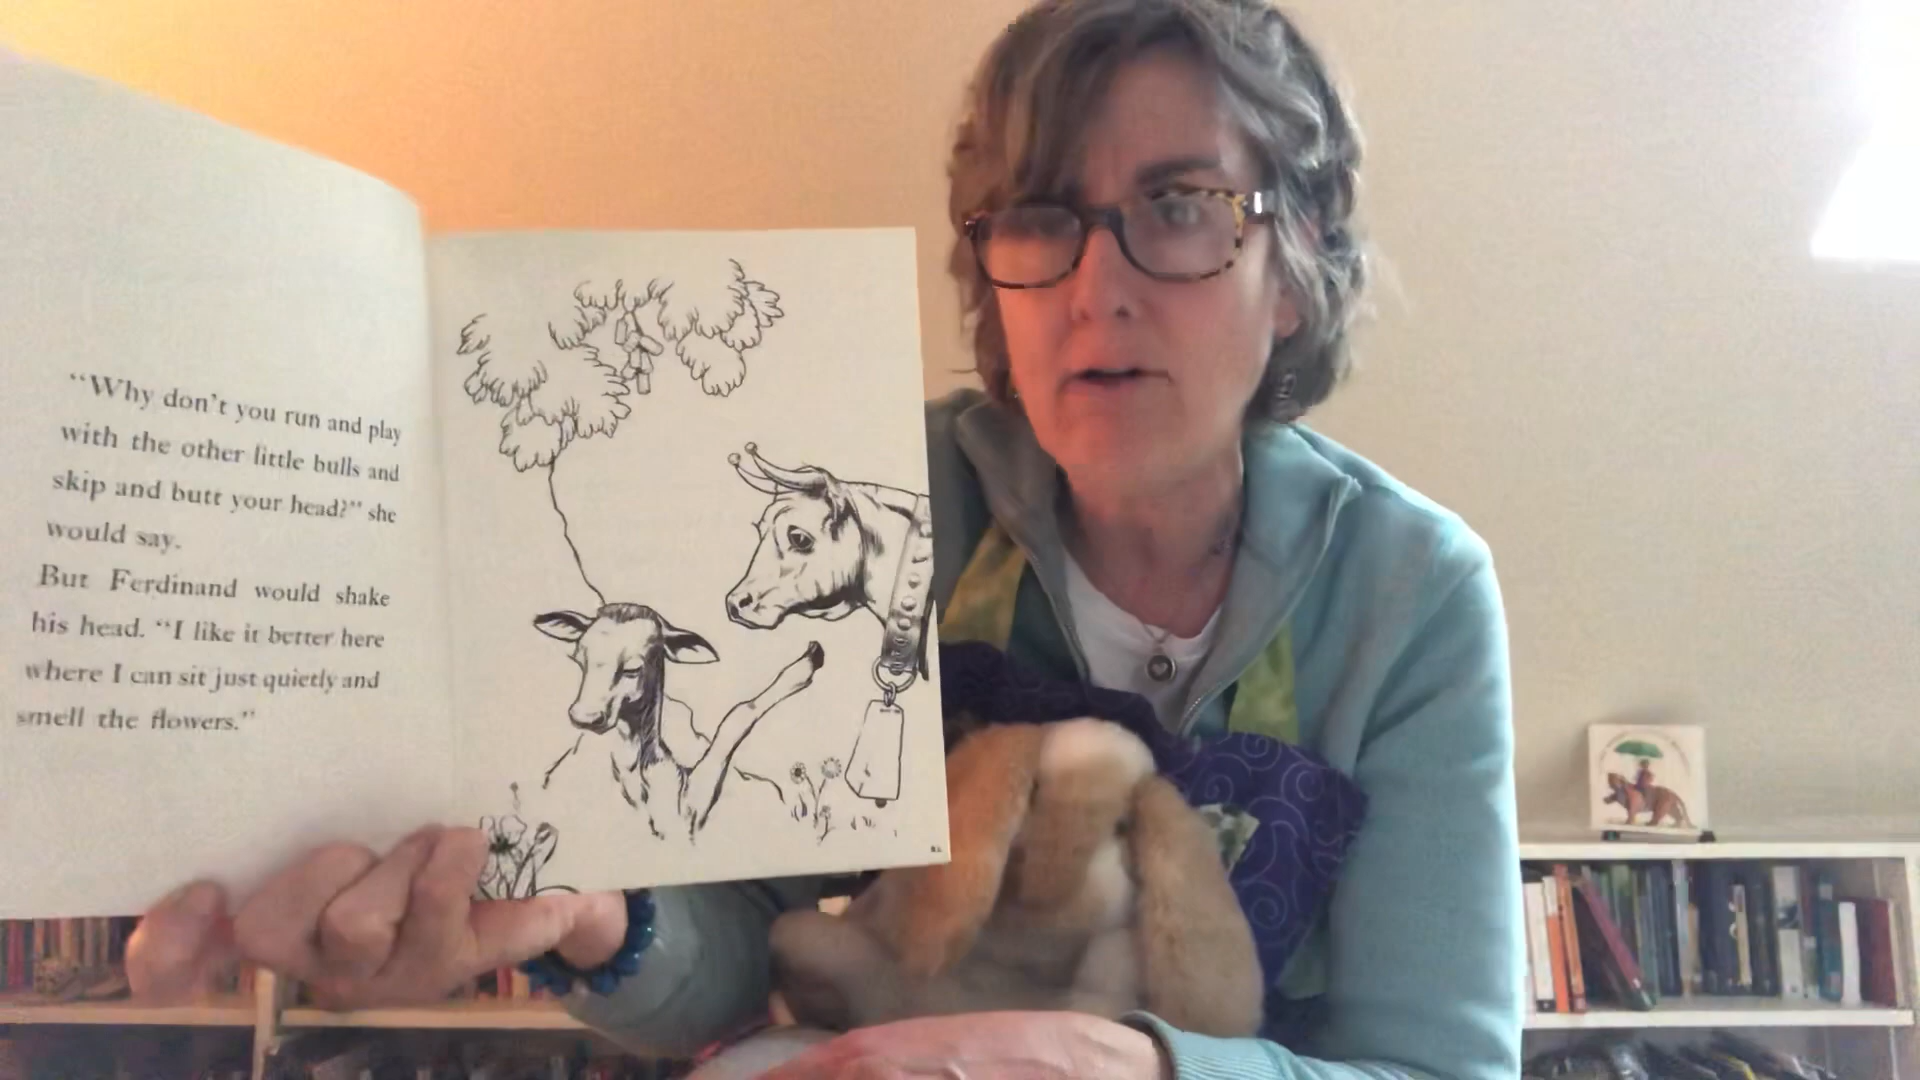 “Why don’t you run and play
with the other little bulls and
skip and butt your head?” she
would say.
But Ferdinand would shake
his head. “I like it better here
where I can sit just quietly and
smell the flowers.”